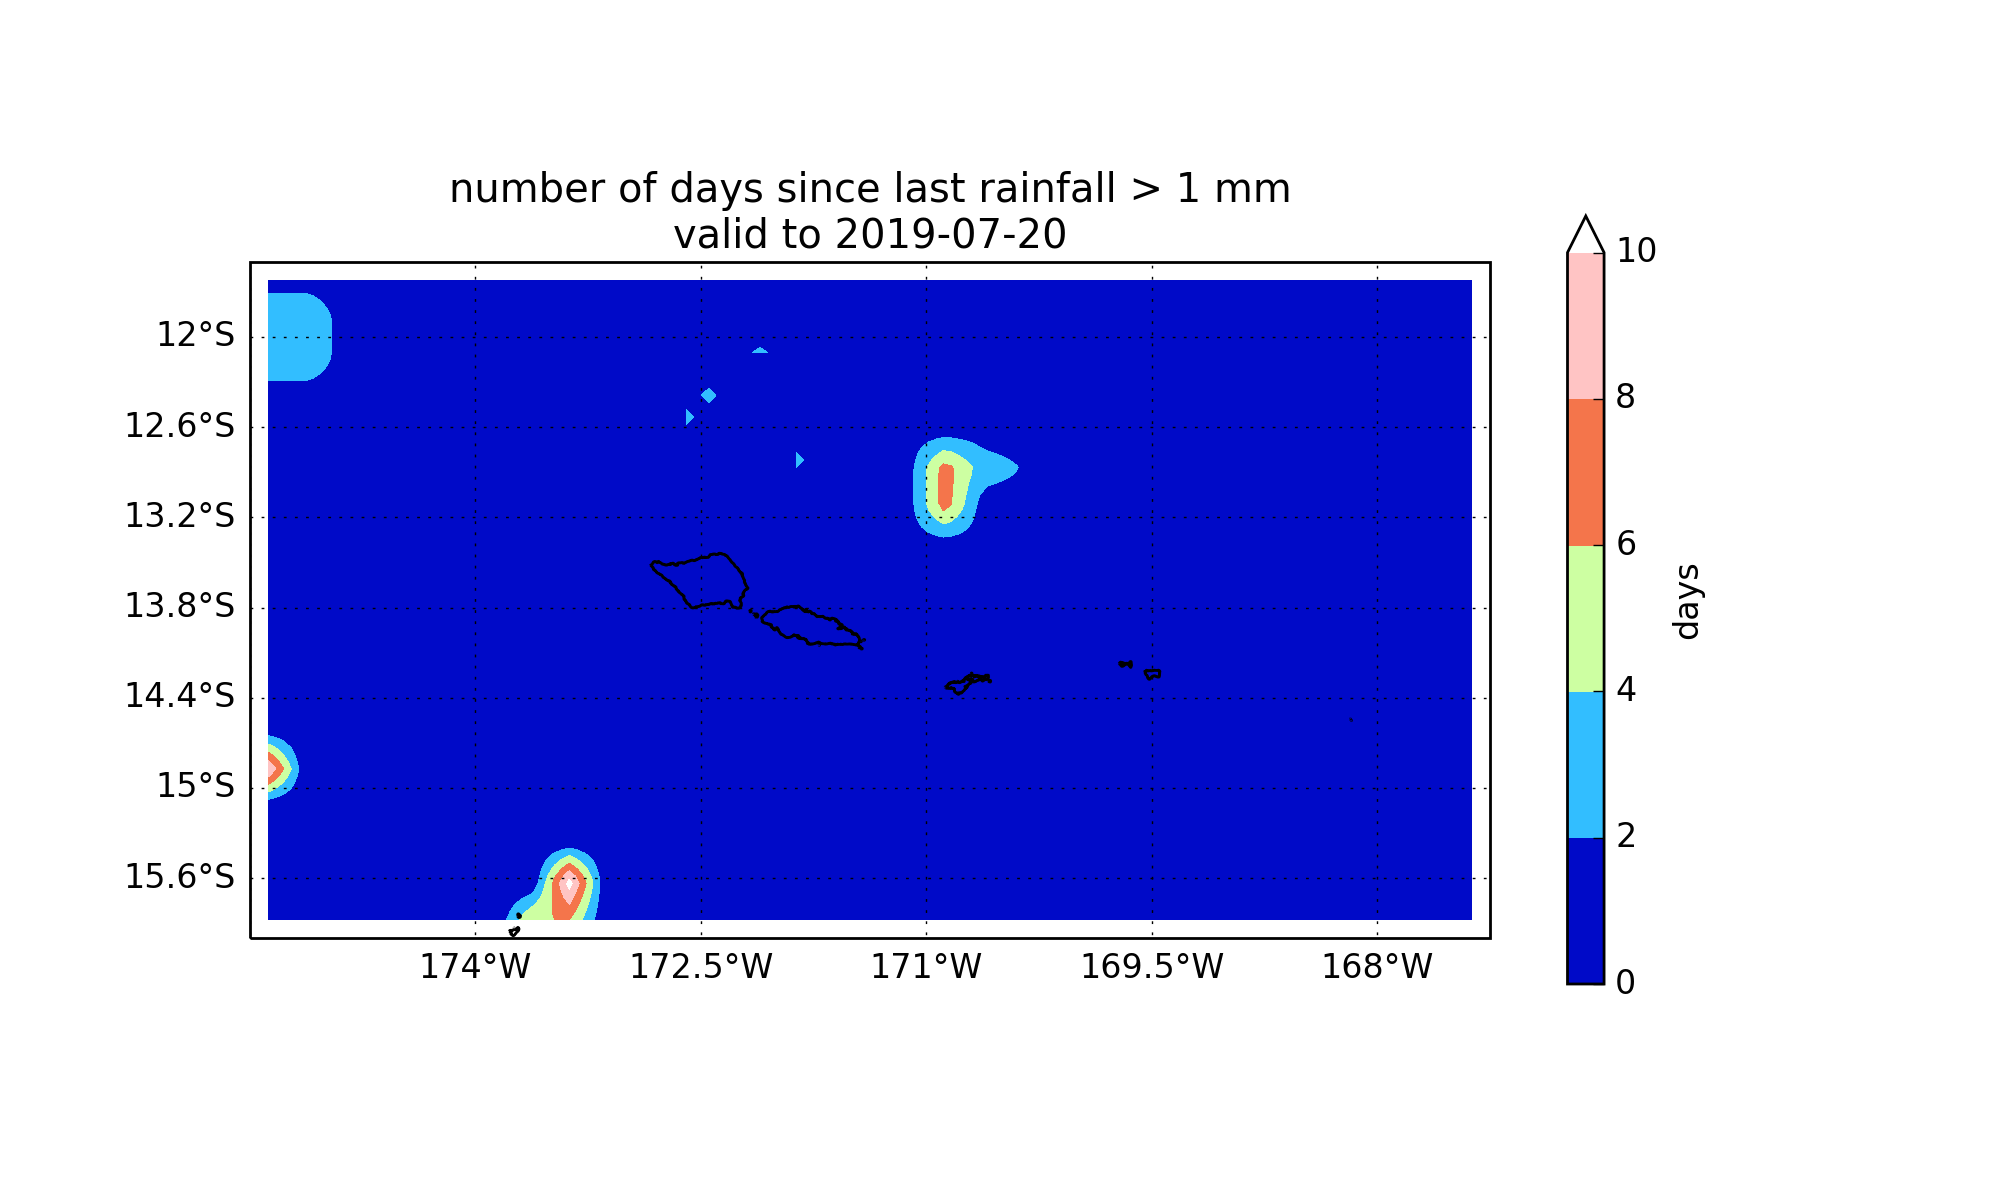 number of days since last rainfall > 1 mm
valid to 2019-07-20
12°S
12.6°S
13.2°S
13.8°S
14.4°S
15°S
15.6°S
174°W
172.5°W
171°W
169.5°W
168°W
10
8
6
4
2
0
days